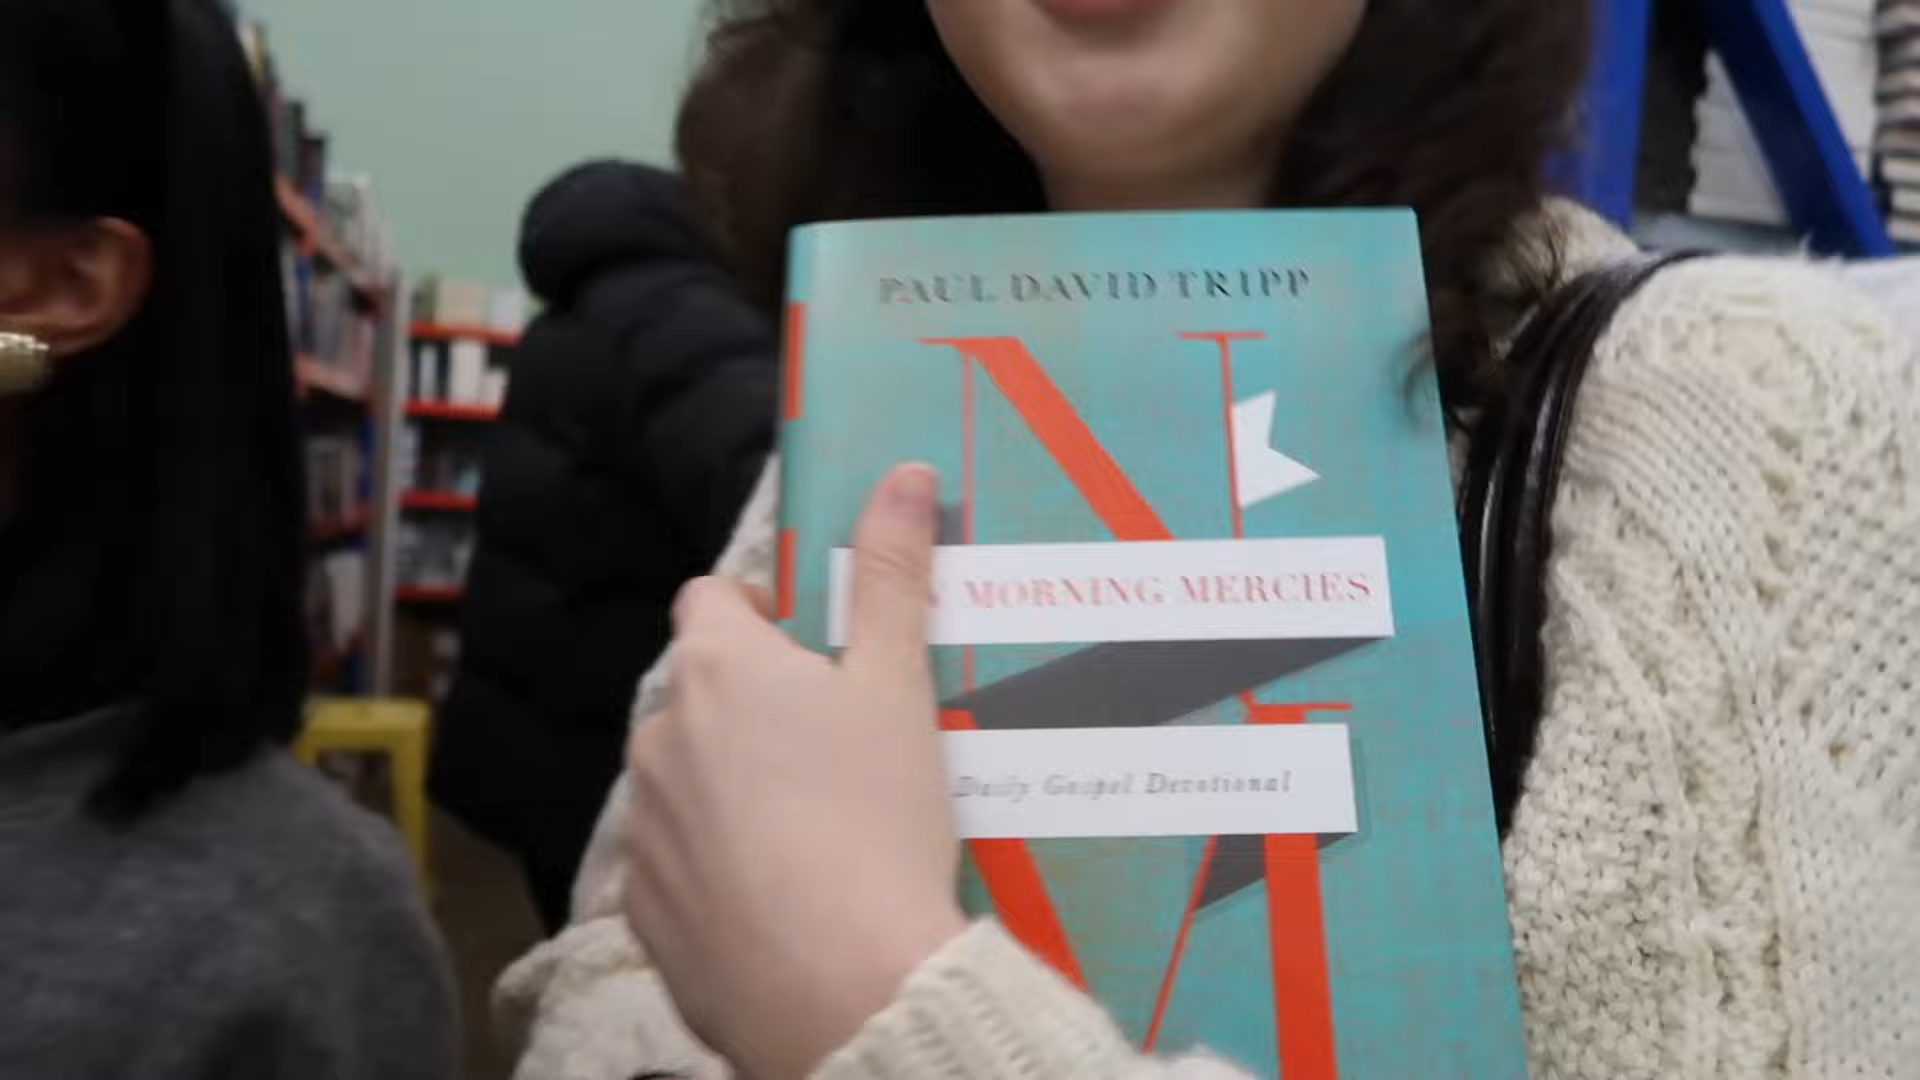 PAUL DAVID TRIPP
N
MORNING MERCIES
Daily Gospel Devotional
M